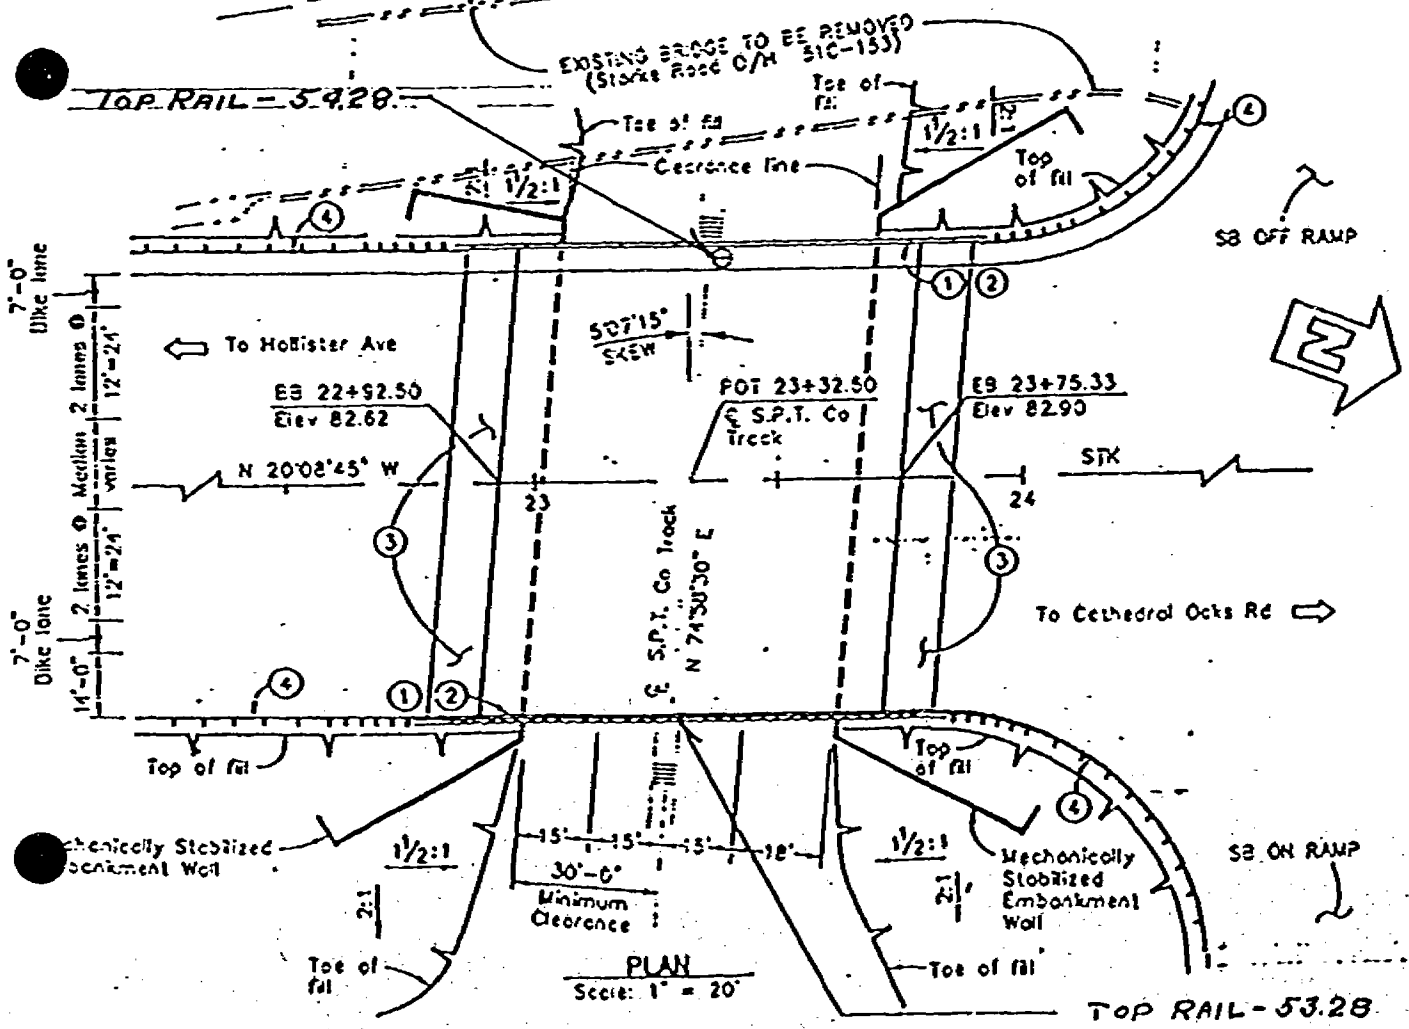 EXISTING BRIDGE TO BE REMOVED
(Storke Road O/H 51C-153)
TOP RAIL - 59.28
Toe of fill
Toe of
fill
1½:1
Clearance line
Top
of fill
1½:1
4
4
SB OFF RAMP
1 2
7'-0"
Bike lane
2 lanes @
12'=24'
Median
varies
2 lanes @
12'=24'
7'-0"
Bike lane
14'-0"
To Hollister Ave
5°07'15"
SKEW
N
EB 22+92.50
Elev 82.62
POT 23+32.50
℄ S.P.T. Co
Track
EB 23+75.33
Elev 82.90
N 20°08'45" W
STK
23
24
3
3
℄ S.P.T. Co Track
N 74°58'30" E
To Cathedral Oaks Rd
4
1 2
Top of fill
Top
of fill
4
chanically Stabilized
bankment Wall
1½:1
2:1
15' 15' 15' 18'
30'-0"
Minimum
Clearance
1½:1
2:1
Mechanically
Stabilized
Embankment
Wall
SB ON RAMP
Toe of
fill
PLAN
Scale: 1" = 20'
Toe of fill
TOP RAIL - 53.28